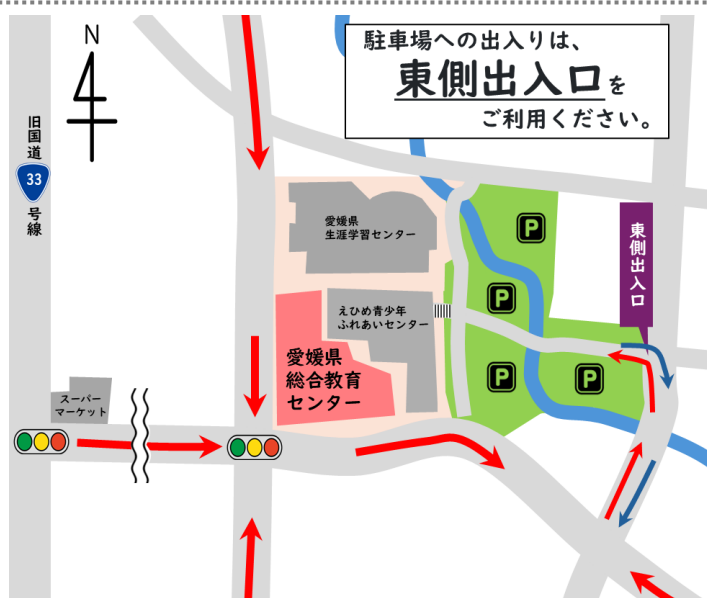 駐車場への出入りは、
東側出入口を
ご利用ください。
N
旧国道
33
号線
愛媛県
生涯学習センター
P
東側出入口
P
えひめ青少年
ふれあいセンター
愛媛県
総合教育
センター
P
P
スーパー
マーケット